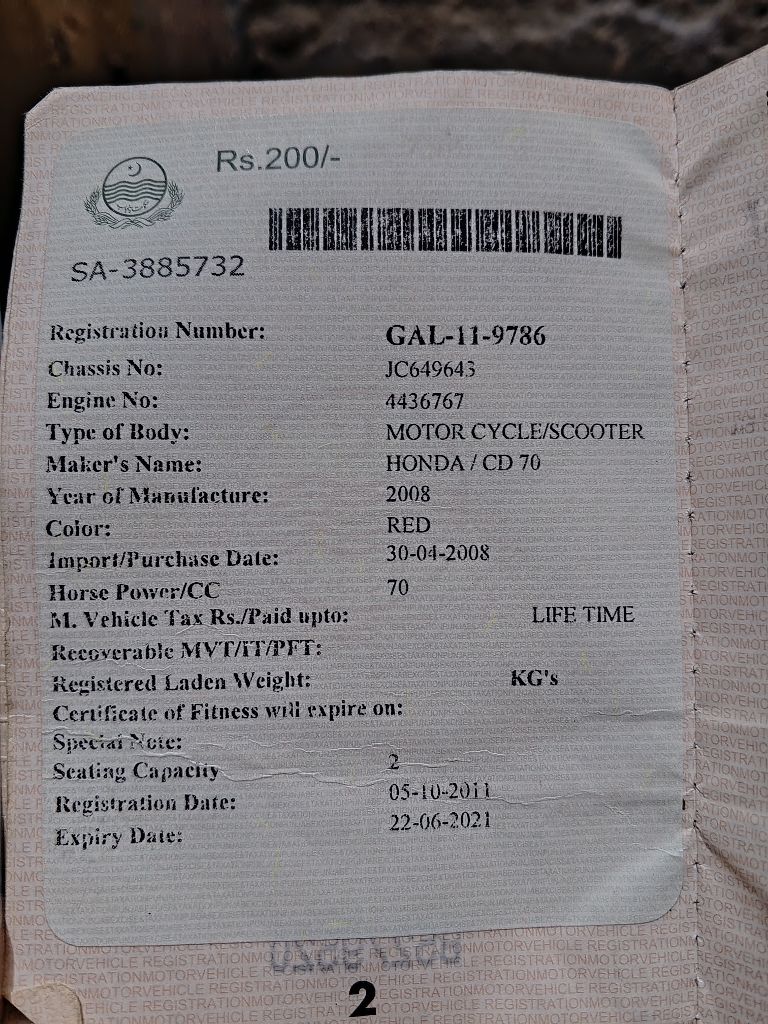 Rs.200/-
SA-3885732
Registration Number: GAL-11-9786
Chassis No: JC649643
Engine No: 4436767
Type of Body: MOTOR CYCLE/SCOOTER
Maker's Name: HONDA / CD 70
Year of Manufacture: 2008
Color: RED
Import/Purchase Date: 30-04-2008
Horse Power/CC 70
M. Vehicle Tax Rs./Paid upto: LIFE TIME
Recoverable MVT/IT/PFT:
Registered Laden Weight: KG's
Certificate of Fitness will expire on:
Special Note:
Seating Capacity 2
Registration Date: 05-10-2011
Expiry Date: 22-06-2021
2